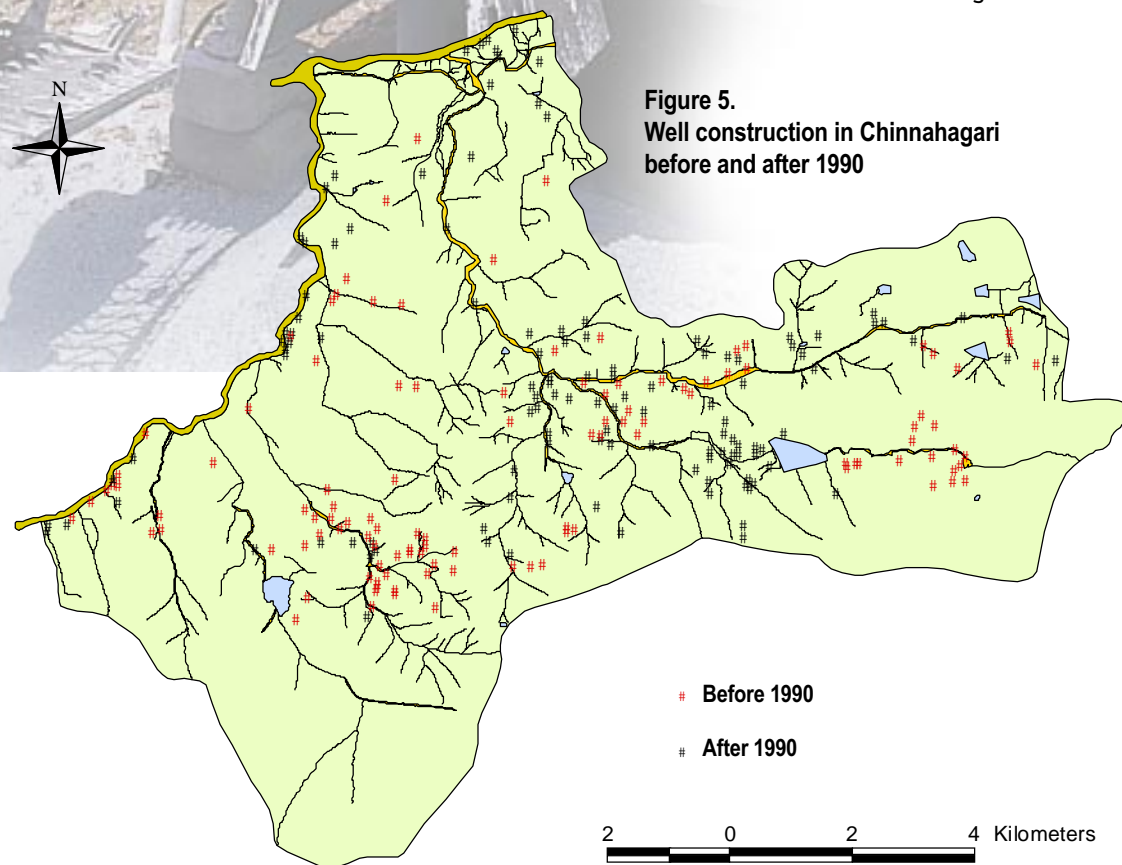 N
Figure 5.
Well construction in Chinnahagari
before and after 1990
# Before 1990
# After 1990
2 0 2 4 Kilometers